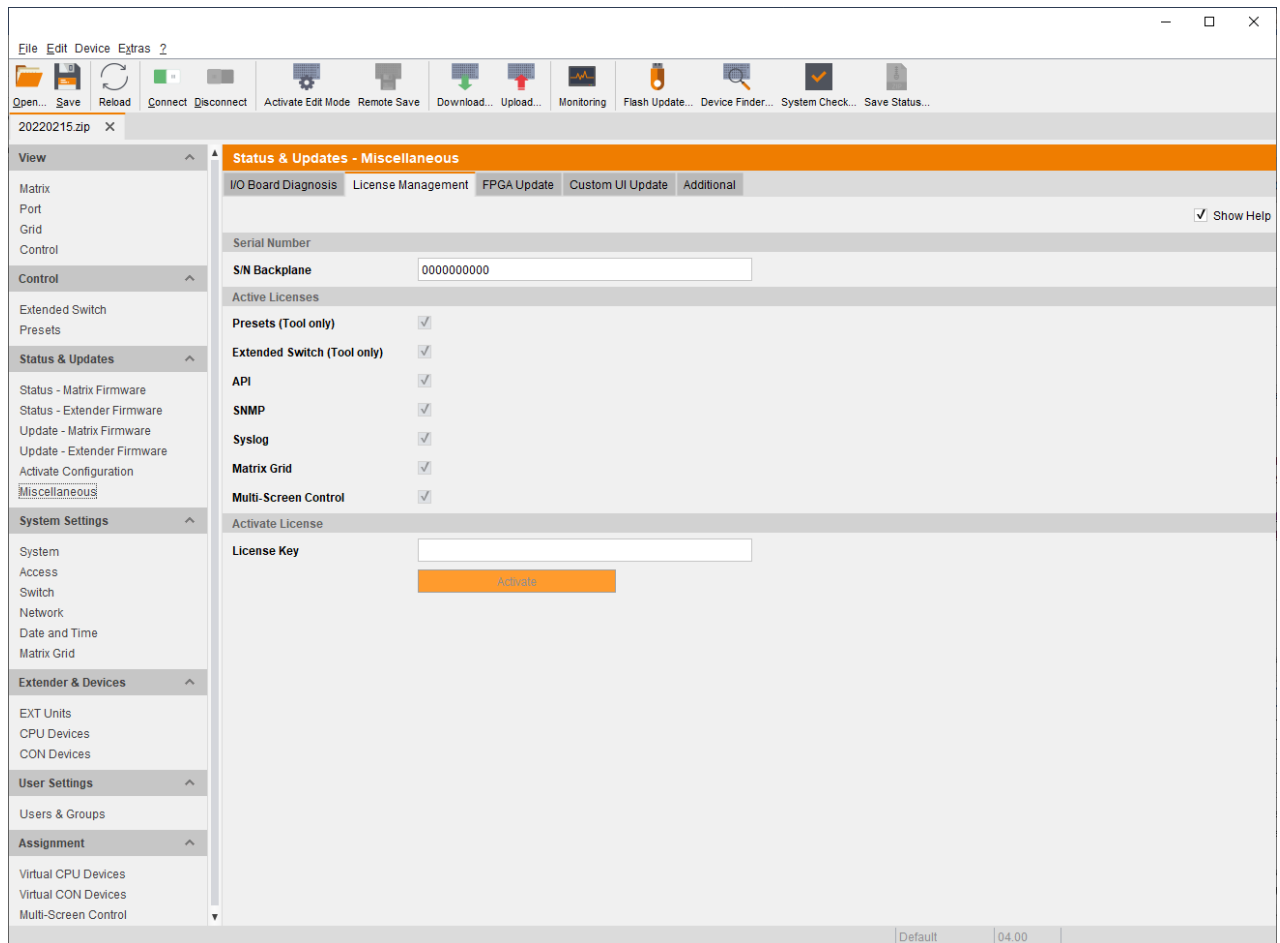 File Edit Device Extras ?
Open... Save Reload Connect Disconnect Activate Edit Mode Remote Save Download... Upload... Monitoring Flash Update... Device Finder... System Check... Save Status...
20220215.zip
View
Matrix
Port
Grid
Control
Control
Extended Switch
Presets
Status & Updates
Status - Matrix Firmware
Status - Extender Firmware
Update - Matrix Firmware
Update - Extender Firmware
Activate Configuration
Miscellaneous
System Settings
System
Access
Switch
Network
Date and Time
Matrix Grid
Extender & Devices
EXT Units
CPU Devices
CON Devices
User Settings
Users & Groups
Assignment
Virtual CPU Devices
Virtual CON Devices
Multi-Screen Control
Status & Updates - Miscellaneous
I/O Board Diagnosis License Management FPGA Update Custom UI Update Additional
Show Help
Serial Number
S/N Backplane 0000000000
Active Licenses
Presets (Tool only)
Extended Switch (Tool only)
API
SNMP
Syslog
Matrix Grid
Multi-Screen Control
Activate License
License Key
Activate
Default 04.00